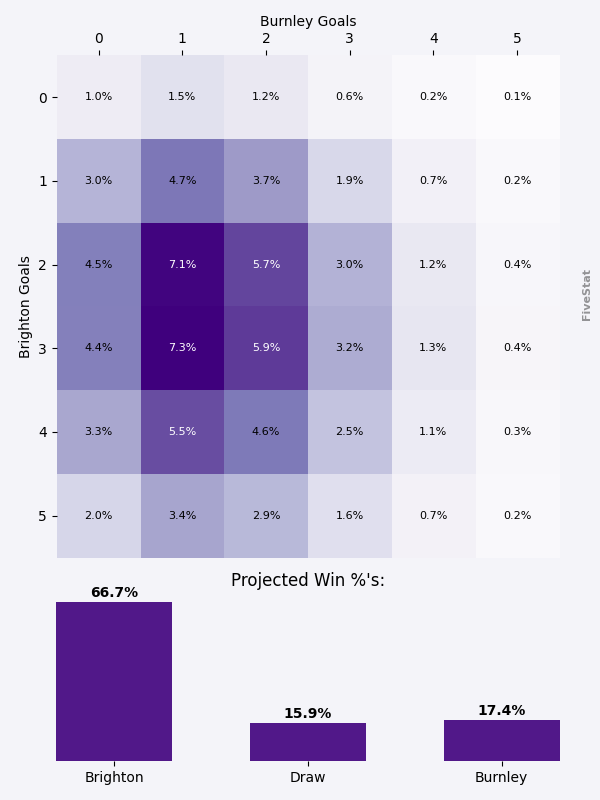 Burnley Goals
0 1 2 3 4 5
Brighton Goals
0 1.0% 1.5% 1.2% 0.6% 0.2% 0.1%
1 3.0% 4.7% 3.7% 1.9% 0.7% 0.2%
2 4.5% 7.1% 5.7% 3.0% 1.2% 0.4%
3 4.4% 7.3% 5.9% 3.2% 1.3% 0.4%
4 3.3% 5.5% 4.6% 2.5% 1.1% 0.3%
5 2.0% 3.4% 2.9% 1.6% 0.7% 0.2%
FiveStat
Projected Win %'s:
66.7% 15.9% 17.4%
Brighton Draw Burnley